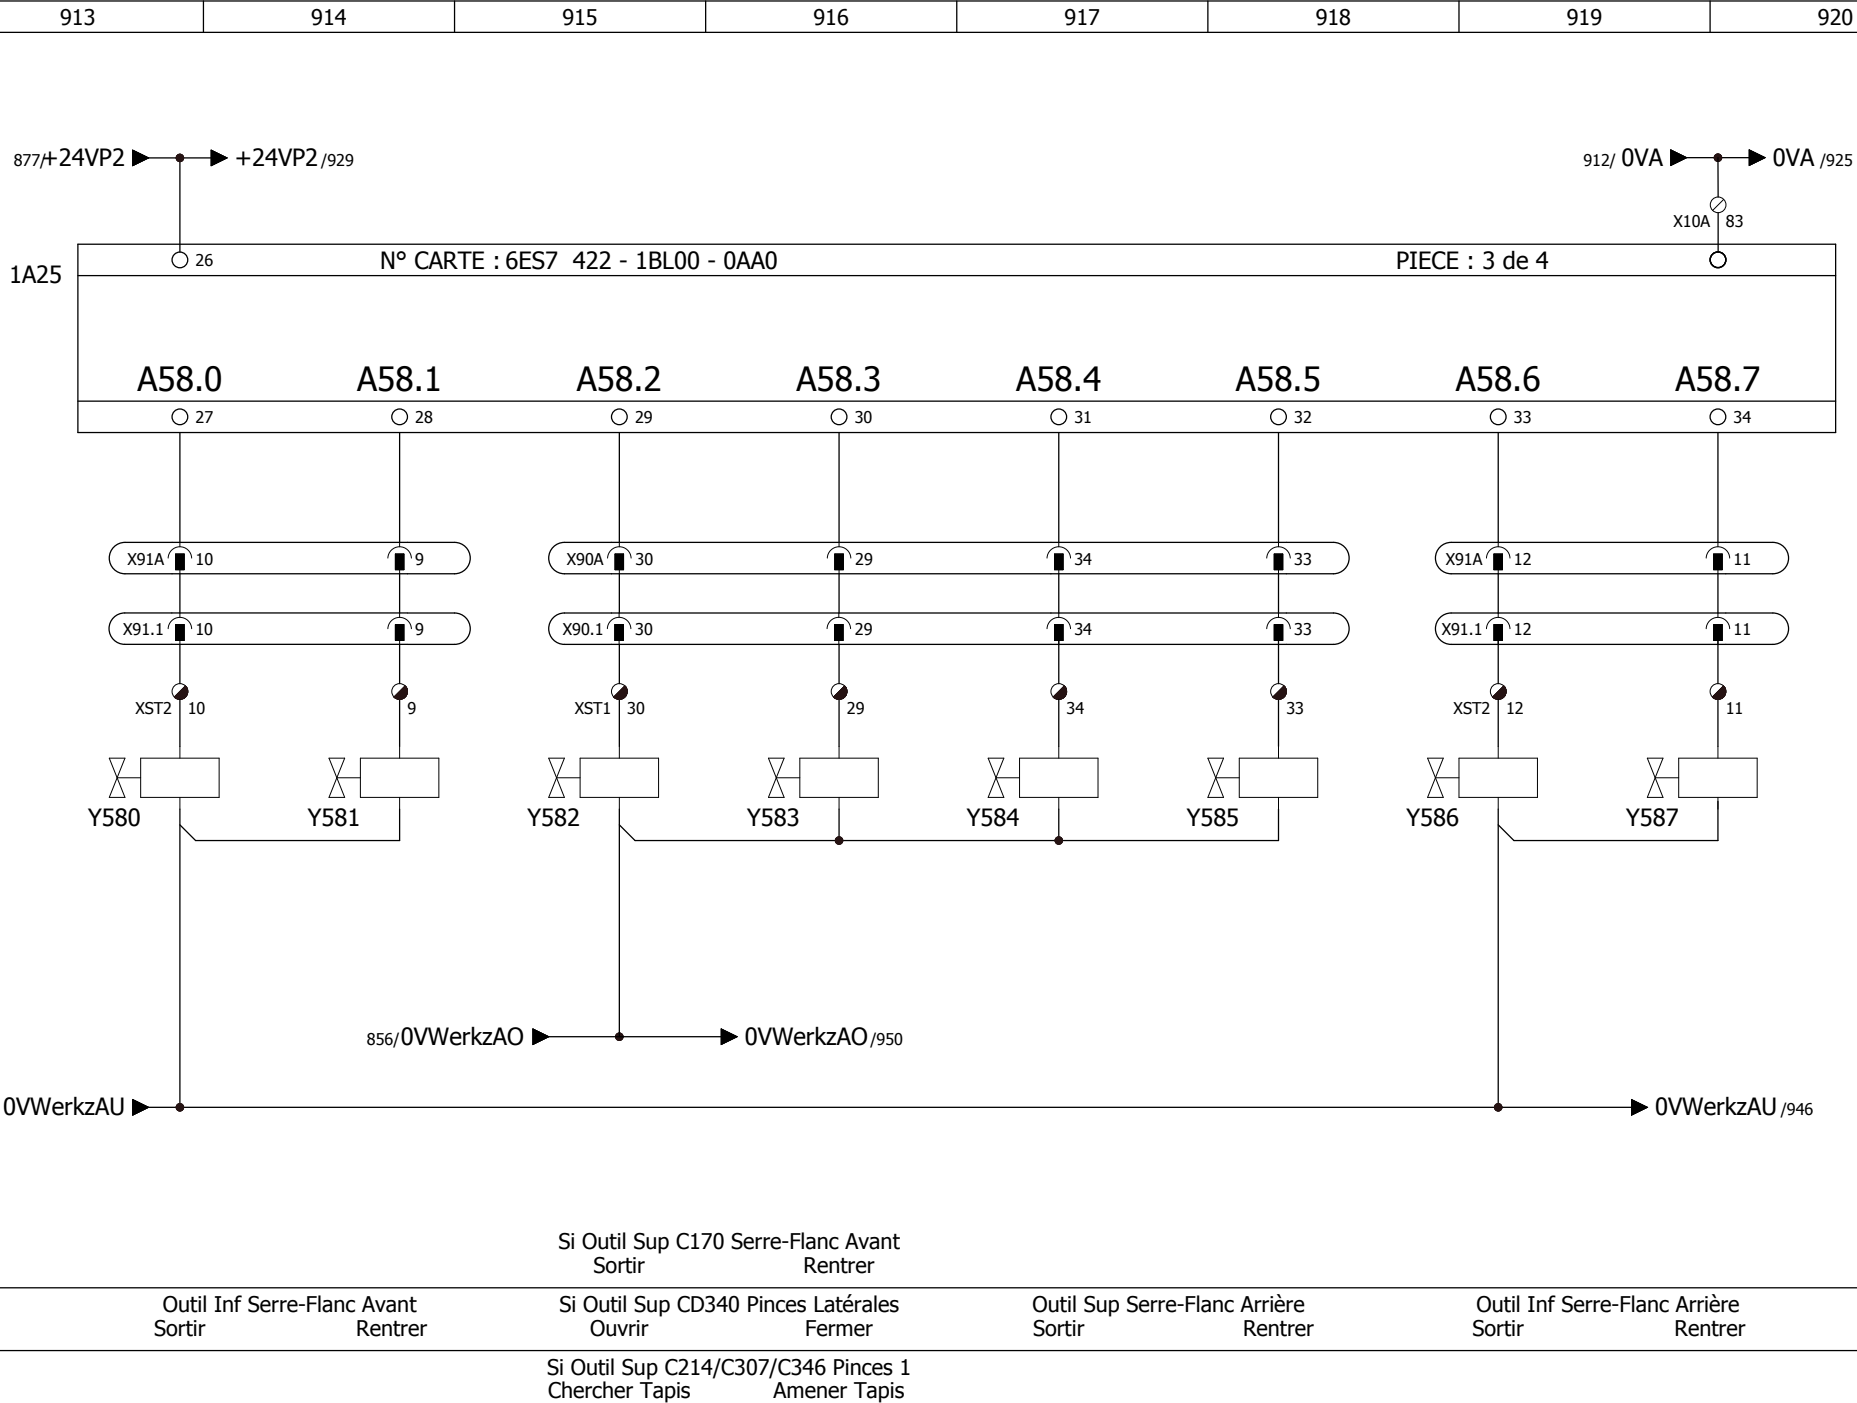 913 914 915 916 917 918 919 920
877/+24VP2 +24VP2/929 912/ 0VA 0VA /925
X10A 83
1A25 26 N° CARTE : 6ES7 422 - 1BL00 - 0AA0 PIECE : 3 de 4
A58.0 A58.1 A58.2 A58.3 A58.4 A58.5 A58.6 A58.7
27 28 29 30 31 32 33 34
X91A 10 9 X90A 30 29 34 33 X91A 12 11
X91.1 10 9 X90.1 30 29 34 33 X91.1 12 11
XST2 10 9 XST1 30 29 34 33 XST2 12 11
Y580 Y581 Y582 Y583 Y584 Y585 Y586 Y587
856/0VWerkzAO 0VWerkzAO/950
0VWerkzAU 0VWerkzAU/946
Si Outil Sup C170 Serre-Flanc Avant
Sortir Rentrer
Outil Inf Serre-Flanc Avant Si Outil Sup CD340 Pinces Latérales Outil Sup Serre-Flanc Arrière Outil Inf Serre-Flanc Arrière
Sortir Rentrer Ouvrir Fermer Sortir Rentrer Sortir Rentrer
Si Outil Sup C214/C307/C346 Pinces 1
Chercher Tapis Amener Tapis